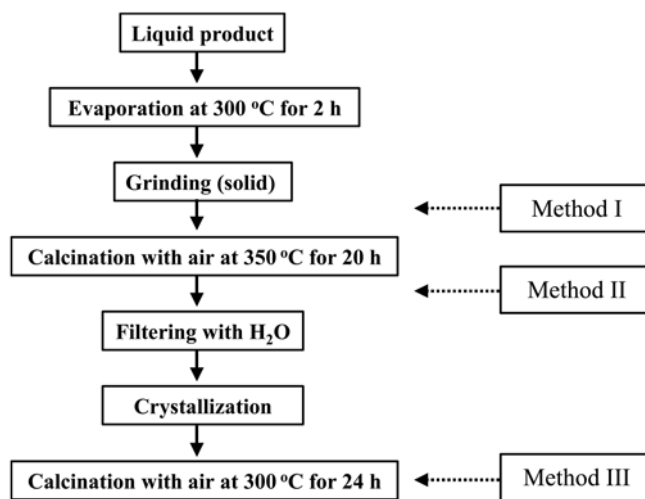 Liquid product
Evaporation at 300 °C for 2 h
Grinding (solid)
Method I
Calcination with air at 350 °C for 20 h
Method II
Filtering with H₂O
Crystallization
Calcination with air at 300 °C for 24 h
Method III